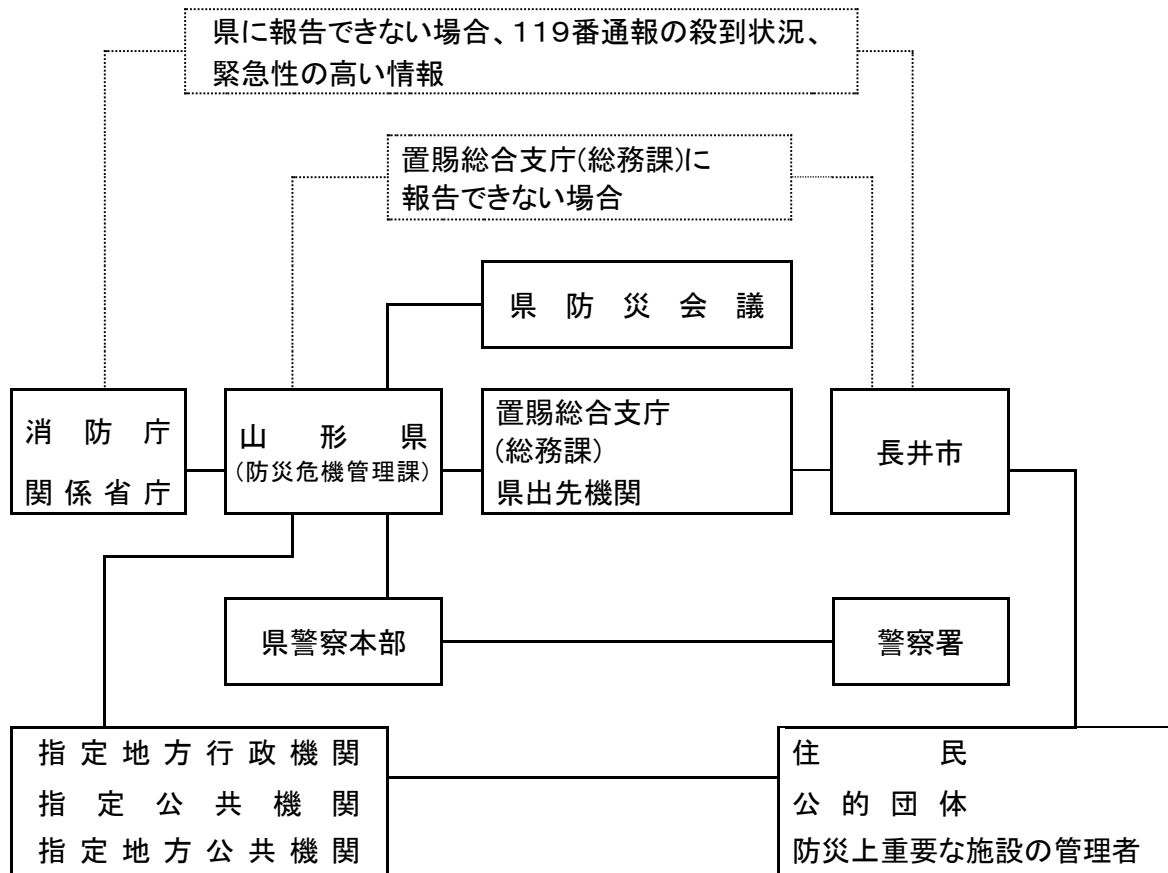 県に報告できない場合、119番通報の殺到状況、
緊急性の高い情報
置賜総合支庁(総務課)に
報告できない場合
県防災会議
消防庁
関係省庁
山形県
(防災危機管理課)
置賜総合支庁
(総務課)
県出先機関
長井市
県警察本部
警察署
指定地方行政機関
指定公共機関
指定地方公共機関
住民
公的団体
防災上重要な施設の管理者